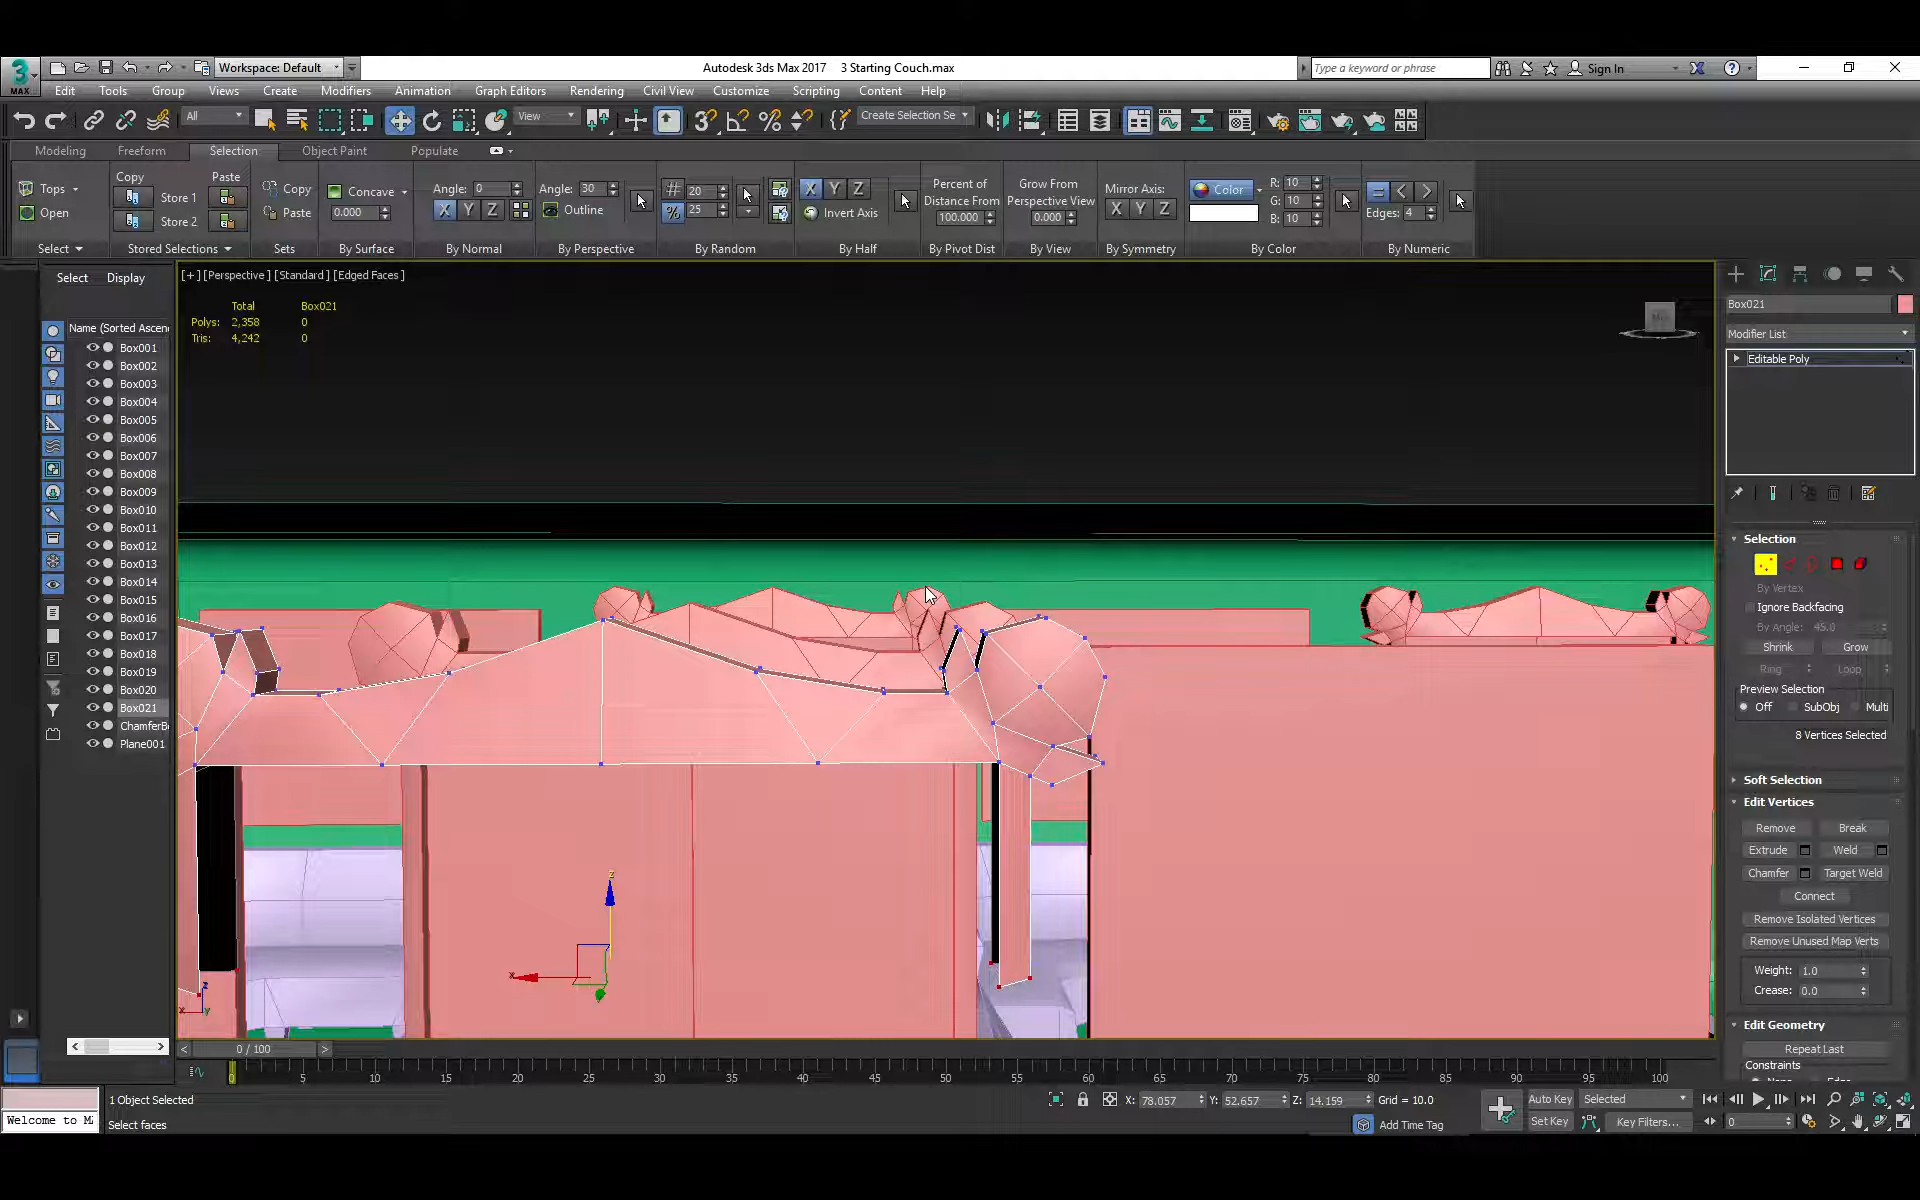 Workspace: Default
Autodesk 3ds Max 2017    3 Starting Couch.max
Type a keyword or phrase
Sign In
MAX
Edit Tools Group Views Create Modifiers Animation Graph Editors Rendering Civil View Customize Scripting Content Help
All
View
Create Selection Se
Modeling Freeform Selection Object Paint Populate
Copy Paste
Tops
Open
Store 1
Store 2
Copy
Paste
Concave
0.000
Angle: 0
X Y Z
Angle: 30
Outline
20
25
X Y Z
Invert Axis
Percent of
Distance From
100.000
Grow From
Perspective View
0.000
Mirror Axis:
X Y Z
Color
R: 10
G: 10
B: 10
Edges: 4
Select Stored Selections Sets By Surface By Normal By Perspective By Random By Half By Pivot Dist By View By Symmetry By Color By Numeric
Select Display
[+] [Perspective ] [Standard ] [Edged Faces ]
Total Box021
Polys: 2,358 0
Tris: 4,242 0
Name (Sorted Ascen
Box001
Box002
Box003
Box004
Box005
Box006
Box007
Box008
Box009
Box010
Box011
Box012
Box013
Box014
Box015
Box016
Box017
Box018
Box019
Box020
Box021
ChamferB
Plane001
z
x
z
x
y
Box021
Modifier List
Editable Poly
Selection
By Vertex
Ignore Backfacing
By Angle: 45.0
Shrink Grow
Ring Loop
Preview Selection
Off SubObj Multi
8 Vertices Selected
Soft Selection
Edit Vertices
Remove Break
Extrude Weld
Chamfer Target Weld
Connect
Remove Isolated Vertices
Remove Unused Map Verts
Weight: 1.0
Crease: 0.0
Edit Geometry
Repeat Last
Constraints
0 / 100
0 5 10 15 20 25 30 35 40 45 50 55 60 65 70 75 80 85 90 95 100
1 Object Selected
X: 78.057 Y: 52.657 Z: 14.159 Grid = 10.0
Auto Key Selected
Welcome to M
Select faces
Add Time Tag
Set Key Key Filters...
0